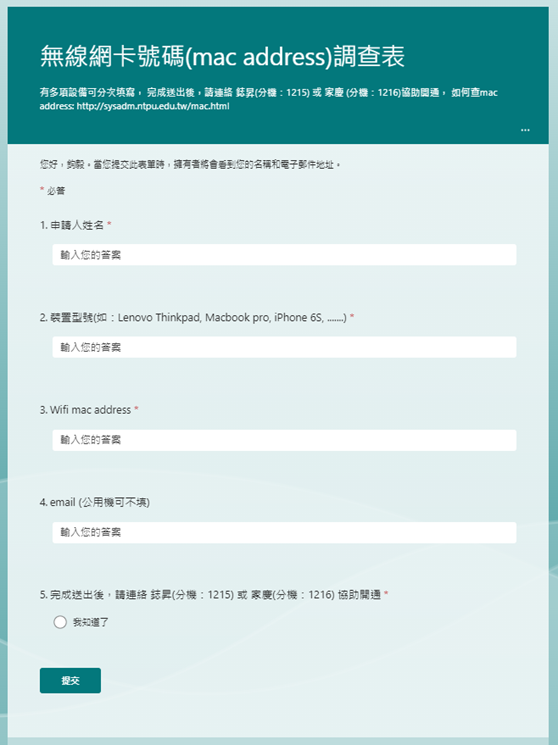 無線網卡號碼(mac address)調查表
有多項設備可分次填寫， 完成送出後，請連絡 鋕昇(分機：1215) 或 家慶 (分機：1216)協助開通， 如何查mac
address: http://sysadm.ntpu.edu.tw/mac.html
...
您好，鈞毅。當您提交此表單時，擁有者將會看到您的名稱和電子郵件地址。
* 必答
1. 申請人姓名 *
輸入您的答案
2. 裝置型號(如：Lenovo Thinkpad, Macbook pro, iPhone 6S, .......) *
輸入您的答案
3. Wifi mac address *
輸入您的答案
4. email (公用機可不填)
輸入您的答案
5. 完成送出後，請連絡 鋕昇(分機：1215) 或 家慶(分機：1216) 協助開通 *
我知道了
提交